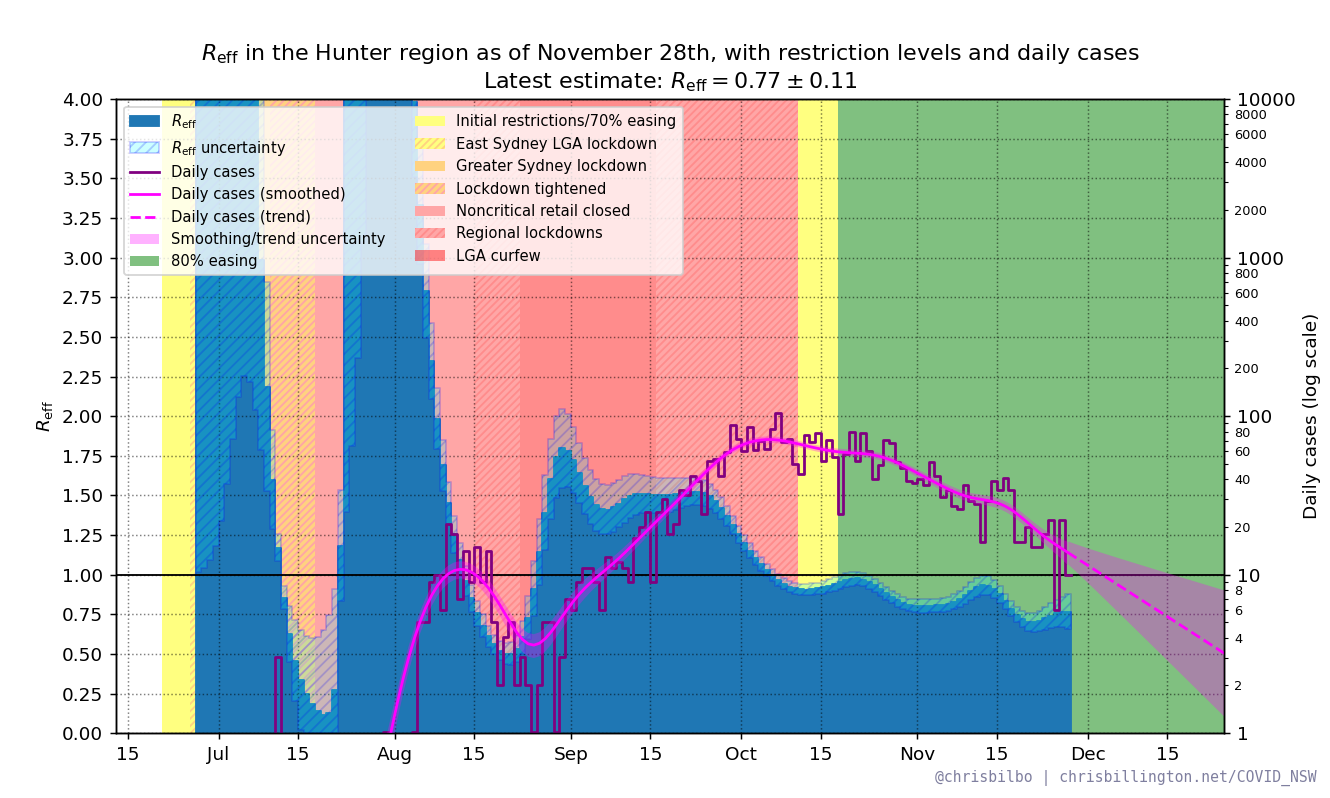 R_eff in the Hunter region as of November 28th, with restriction levels and daily cases
Latest estimate: R_eff = 0.77 ± 0.11
R_eff
R_eff uncertainty
Daily cases
Daily cases (smoothed)
Daily cases (trend)
Smoothing/trend uncertainty
80% easing
Initial restrictions/70% easing
East Sydney LGA lockdown
Greater Sydney lockdown
Lockdown tightened
Noncritical retail closed
Regional lockdowns
LGA curfew
R_eff
4.00
3.75
3.50
3.25
3.00
2.75
2.50
2.25
2.00
1.75
1.50
1.25
1.00
0.75
0.50
0.25
0.00
15 Jul 15 Aug 15 Sep 15 Oct 15 Nov 15 Dec 15
10000
8000
6000
4000
2000
1000
800
600
400
200
100
80
60
40
20
10
8
6
4
2
1
Daily cases (log scale)
@chrisbilbo | chrisbillington.net/COVID_NSW